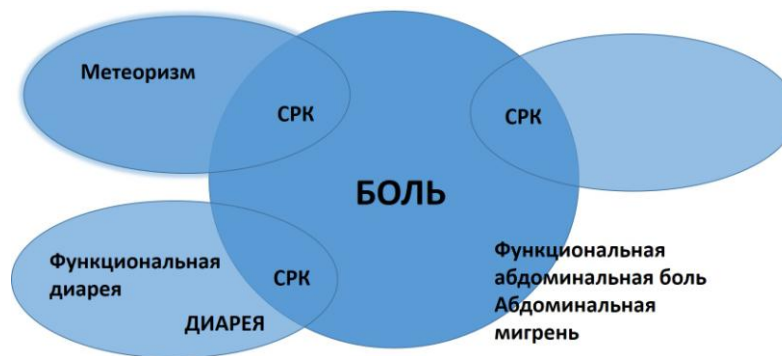 Метеоризм
СРК
СРК
БОЛЬ
Функциональная
диарея
СРК
ДИАРЕЯ
Функциональная
абдоминальная боль
Абдоминальная
мигрень